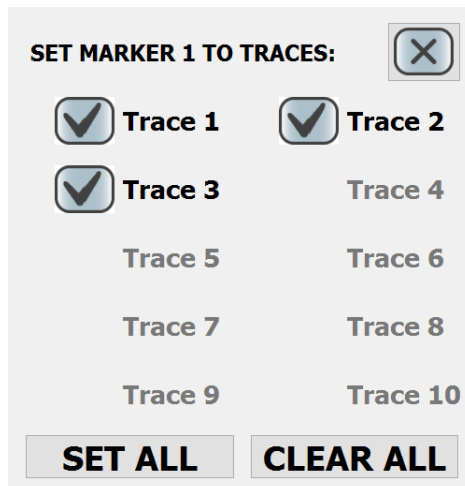 SET MARKER 1 TO TRACES:
Trace 1 Trace 2
Trace 3 Trace 4
Trace 5 Trace 6
Trace 7 Trace 8
Trace 9 Trace 10
SET ALL CLEAR ALL